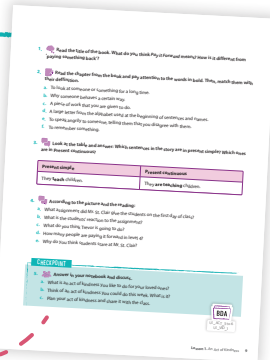 1. Read the title of the book. What do you think Pay It Forward means? How is it different from
paying something back?
2. Read the chapter from the book and pay attention to the words in bold. Then, match them with
their definition.
a. To look at someone or something for a long time.
b. Why someone behaves a certain way.
c. A piece of work that you are given to do.
d. A large letter from the alphabet used at the beginning of sentences and names.
e. To speak angrily to someone, telling them that you disagree with them.
f. To remember something.
3. Look at the table and answer: Which sentences in the story are in present simple? Which ones
are in present continuous?
Present simple
Present continuous
They teach children.
They are teaching children.
4. According to the picture and the reading:
a. What assignment did Mr. St. Clair give the students on the first day of class?
b. What is the students' reaction to the assignment?
c. What do you think Trevor is going to do?
d. How many people are paying it forward in level 3?
e. Why do you think students stare at Mr. St. Clair?
CHECKPOINT
5. Answer in your notebook and discuss.
a. What is an act of kindness you like to do for your loved ones?
b. Think of an act of kindness you could do this week. What is it?
c. Plan your act of kindness and share it with the class.
BDA
Lesson 3. An act of kindness 9